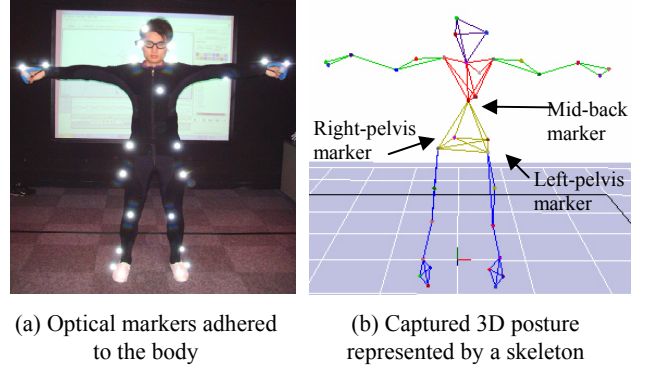 Mid-back
marker
Right-pelvis
marker
Left-pelvis
marker
(a) Optical markers adhered
to the body
(b) Captured 3D posture
represented by a skeleton